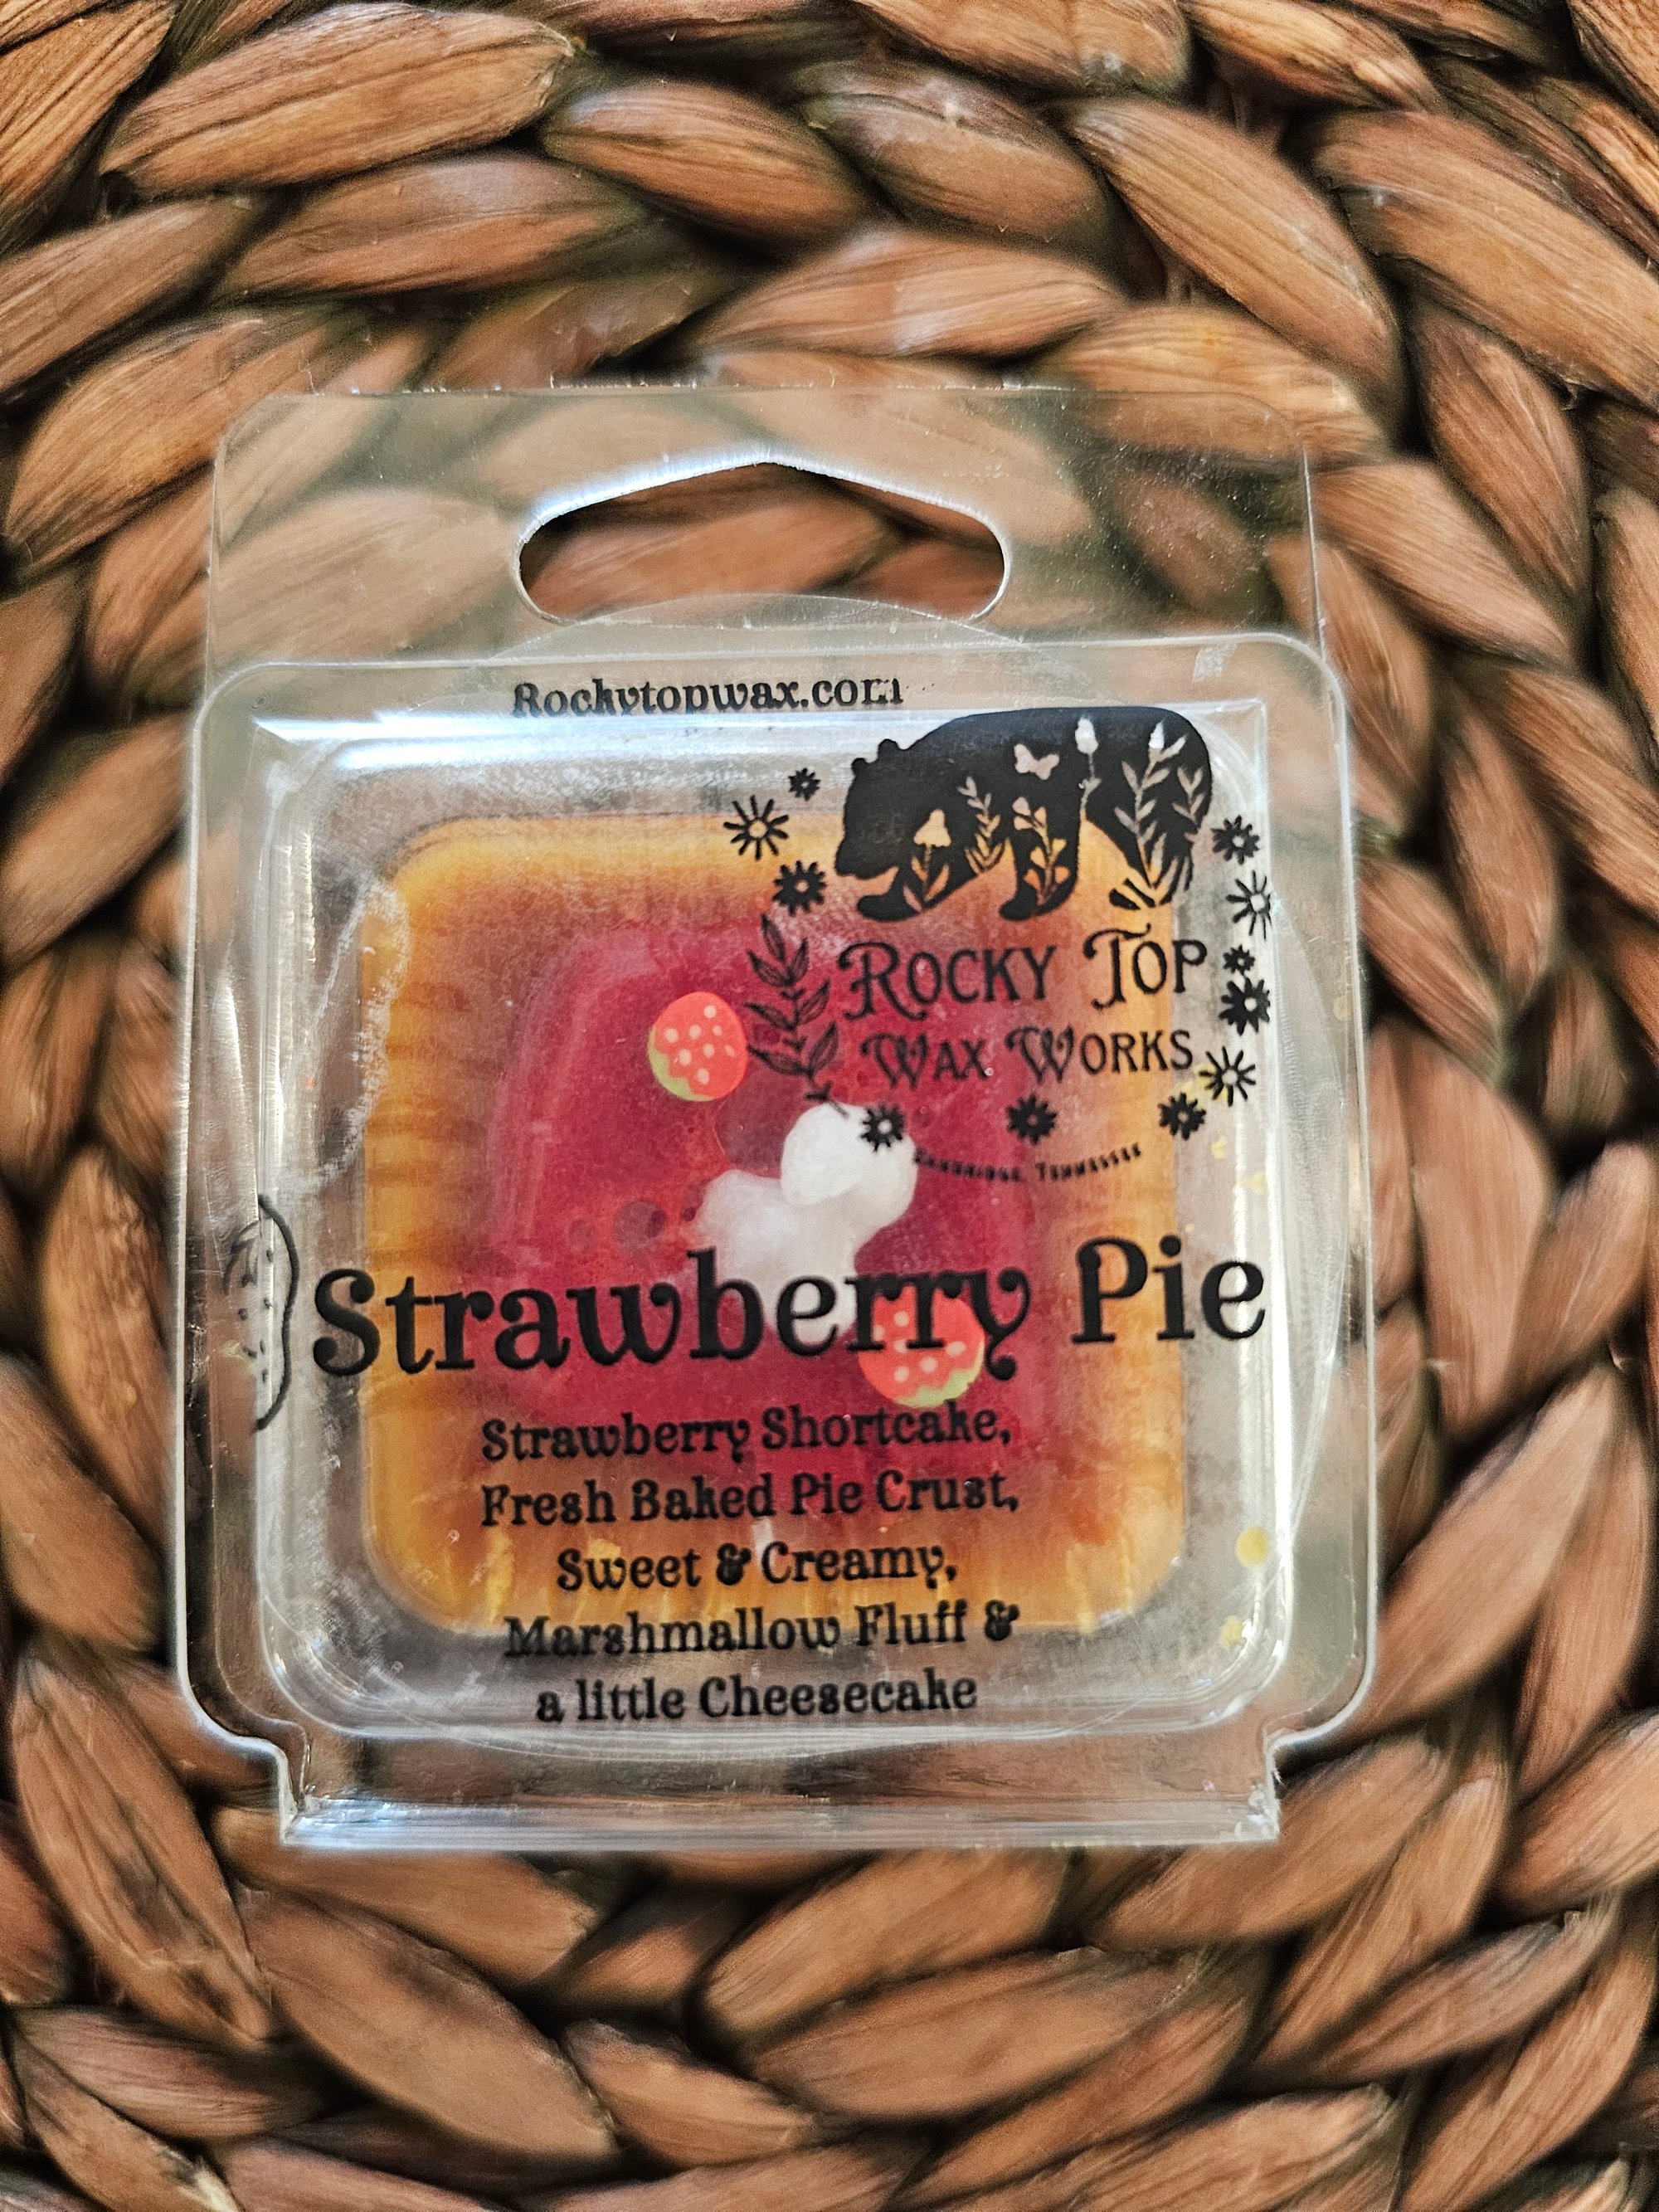 Rockytopwax.com
Rocky Top
Wax Works
Tennessee
Strawberry Pie
Strawberry Shortcake,
Fresh Baked Pie Crust,
Sweet & Creamy,
Marshmallow Fluff &
a little Cheesecake